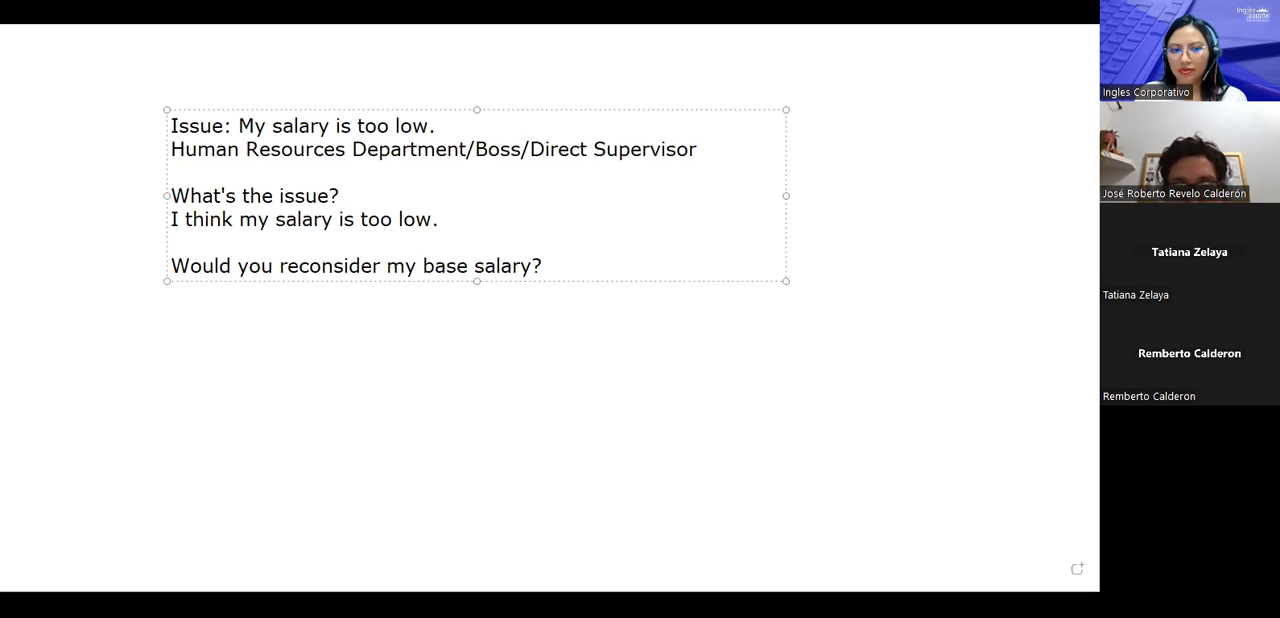 Issue: My salary is too low.
Human Resources Department/Boss/Direct Supervisor
What's the issue?
I think my salary is too low.
Would you reconsider my base salary?
Ingles Corporativo
José Roberto Revelo Calderón
Tatiana Zelaya
Tatiana Zelaya
Remberto Calderon
Remberto Calderon
Ingles